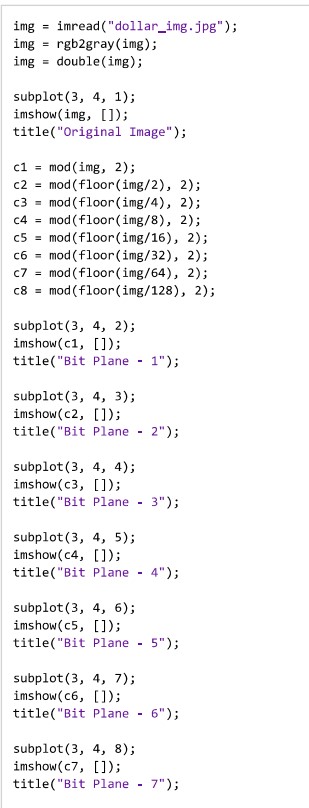 img = imread("dollar_img.jpg");
img = rgb2gray(img);
img = double(img);
subplot(3, 4, 1);
imshow(img, []);
title("Original Image");
c1 = mod(img, 2);
c2 = mod(floor(img/2), 2);
c3 = mod(floor(img/4), 2);
c4 = mod(floor(img/8), 2);
c5 = mod(floor(img/16), 2);
c6 = mod(floor(img/32), 2);
c7 = mod(floor(img/64), 2);
c8 = mod(floor(img/128), 2);
subplot(3, 4, 2);
imshow(c1, []);
title("Bit Plane - 1");
subplot(3, 4, 3);
imshow(c2, []);
title("Bit Plane - 2");
subplot(3, 4, 4);
imshow(c3, []);
title("Bit Plane - 3");
subplot(3, 4, 5);
imshow(c4, []);
title("Bit Plane - 4");
subplot(3, 4, 6);
imshow(c5, []);
title("Bit Plane - 5");
subplot(3, 4, 7);
imshow(c6, []);
title("Bit Plane - 6");
subplot(3, 4, 8);
imshow(c7, []);
title("Bit Plane - 7");